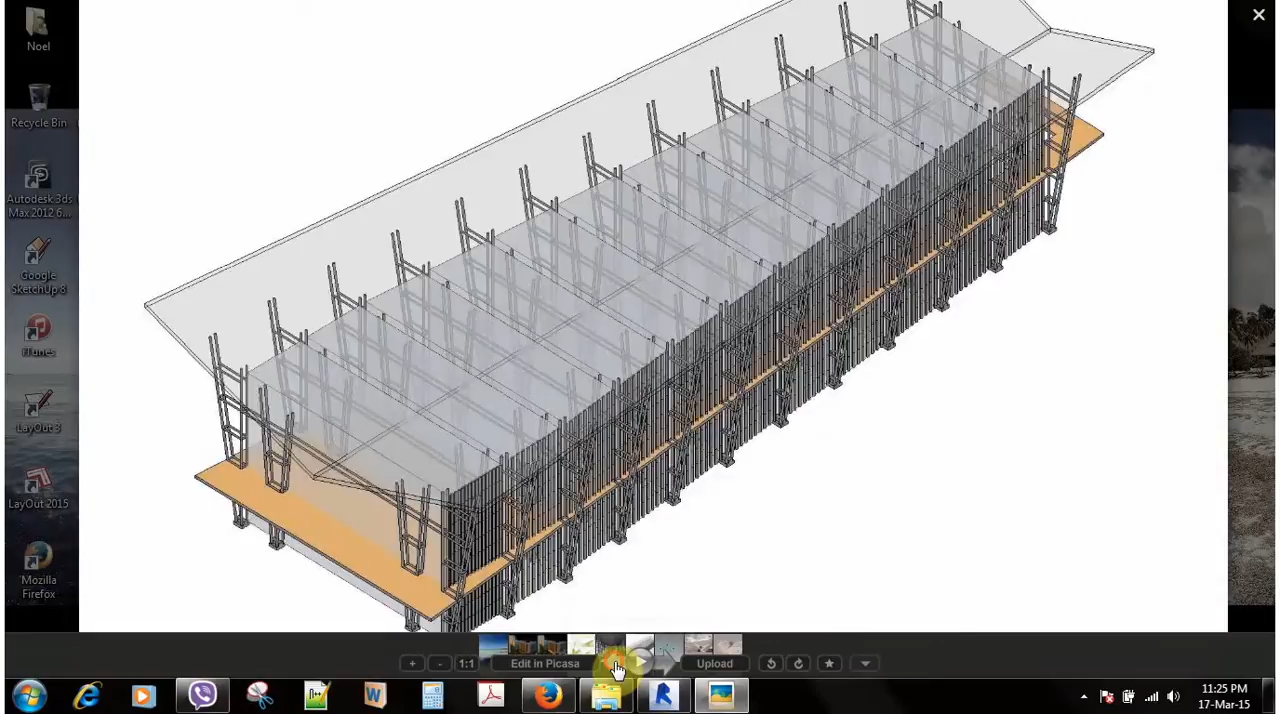 Noel
Recycle Bin
Autodesk 3ds
Max 2012 6...
Google
SketchUp 8
iTunes
LayOut 3
LayOut 2015
Mozilla
Firefox
+
-
1:1
Edit in Picasa
Upload
11:25 PM
17-Mar-15